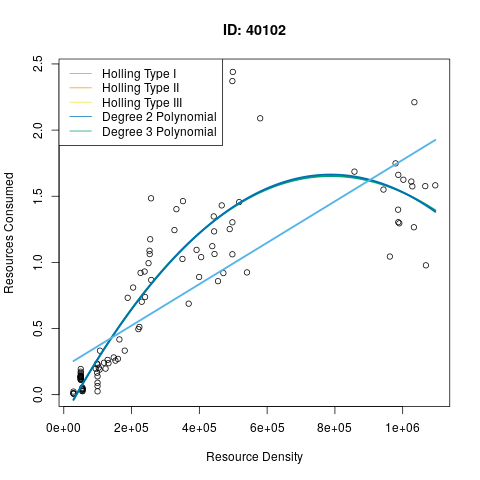 ID: 40102
Holling Type I
Holling Type II
Holling Type III
Degree 2 Polynomial
Degree 3 Polynomial
Resources Consumed
2.5
2.0
1.5
1.0
0.5
0.0
0e+00 2e+05 4e+05 6e+05 8e+05 1e+06
Resource Density